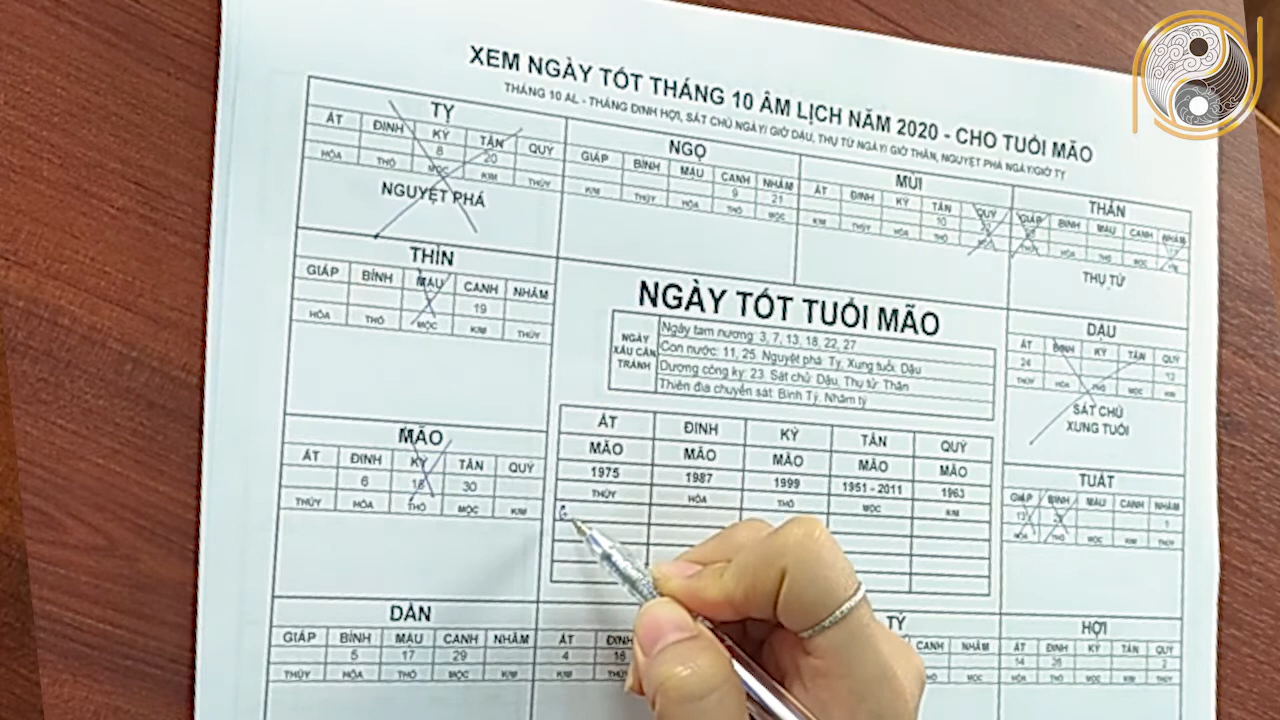 XEM NGÀY TỐT THÁNG 10 ÂM LỊCH NĂM 2020 - CHO TUỔI MÃO
THÁNG 10 AL - THÁNG ĐINH HỢI, SÁT CHỦ NGÀY/ GIỜ DẬU, THỤ TỬ NGÀY/ GIỜ THÂN, NGUYỆT PHÁ NGÀY/GIỜ TỴ
TỴ
ẤT ĐINH KỶ TÂN QUÝ
8 20
HỎA THỔ MỘC KIM THỦY
NGUYỆT PHÁ
NGỌ
GIÁP BÍNH MẬU CANH NHÂM
9 21
KIM THỦY HỎA THỔ MỘC
MÙI
ẤT ĐINH KỶ TÂN QUÝ
10
KIM THỦY HỎA THỔ MỘC
THÂN
GIÁP BÍNH MẬU CANH NHÂM
THỦY HỎA THỔ MỘC KIM
THỤ TỬ
THÌN
GIÁP BÍNH MẬU CANH NHÂM
19
HỎA THỔ MỘC KIM THỦY
NGÀY TỐT TUỔI MÃO
NGÀY XẤU CẦN TRÁNH
Ngày tam nương: 3, 7, 13, 18, 22, 27
Con nước: 11, 25. Nguyệt phá: Tỵ, Xung tuổi: Dậu
Dương công kỵ: 23. Sát chủ: Dậu, Thụ tử: Thân
Thiên địa chuyển sát: Bính Tý, Nhâm tý
DẬU
ẤT ĐINH KỶ TÂN QUÝ
24 12
THỦY HỎA THỔ MỘC KIM
SÁT CHỦ
XUNG TUỔI
MÃO
ẤT ĐINH KỶ TÂN QUÝ
6 18 30
THỦY HỎA THỔ MỘC KIM
ẤT ĐINH KỶ TÂN QUÝ
MÃO MÃO MÃO MÃO MÃO
1975 1987 1999 1951 - 2011 1963
THỦY HỎA THỔ MỘC KIM
TUẤT
GIÁP BÍNH MẬU CANH NHÂM
13 25 1
HỎA THỔ MỘC KIM THỦY
DẦN
GIÁP BÍNH MẬU CANH NHÂM
5 17 29
THỦY HỎA THỔ MỘC KIM
ẤT ĐINH
4 16
KIM
TÝ
CANH NHÂM
KIM
HỢI
ẤT ĐINH KỶ TÂN QUÝ
14 26 2
HỎA THỔ MỘC KIM THỦY